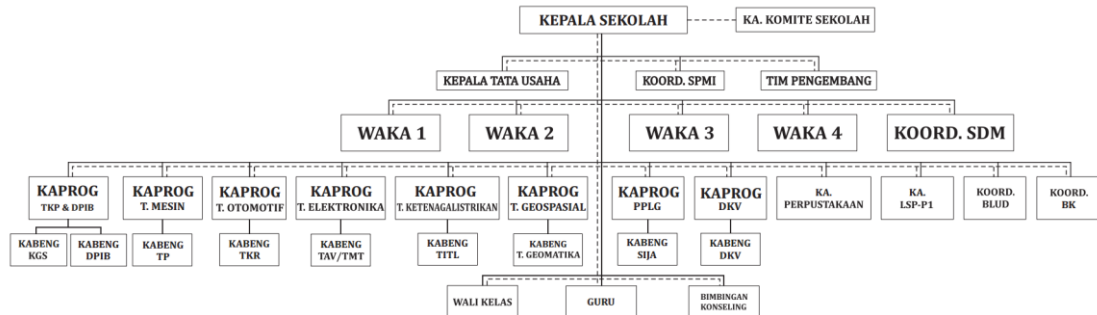 KEPALA SEKOLAH
KA. KOMITE SEKOLAH
KEPALA TATA USAHA
KOORD. SPMI
TIM PENGEMBANG
WAKA 1
WAKA 2
WAKA 3
WAKA 4
KOORD. SDM
KAPROG
TKP & DPIB
KAPROG
T. MESIN
KAPROG
T. OTOMOTIF
KAPROG
T. ELEKTRONIKA
KAPROG
T. KETENAGALISTRIKAN
KAPROG
T. GEOSPASIAL
KAPROG
PPLG
KAPROG
DKV
KA.
PERPUSTAKAAN
KA.
LSP-P1
KOORD.
BLUD
KOORD.
BK
KABENG
KGS
KABENG
DPIB
KABENG
TP
KABENG
TKR
KABENG
TAV/TMT
KABENG
TITL
KABENG
T. GEOMATIKA
KABENG
SIJA
KABENG
DKV
WALI KELAS
GURU
BIMBINGAN
KONSELING